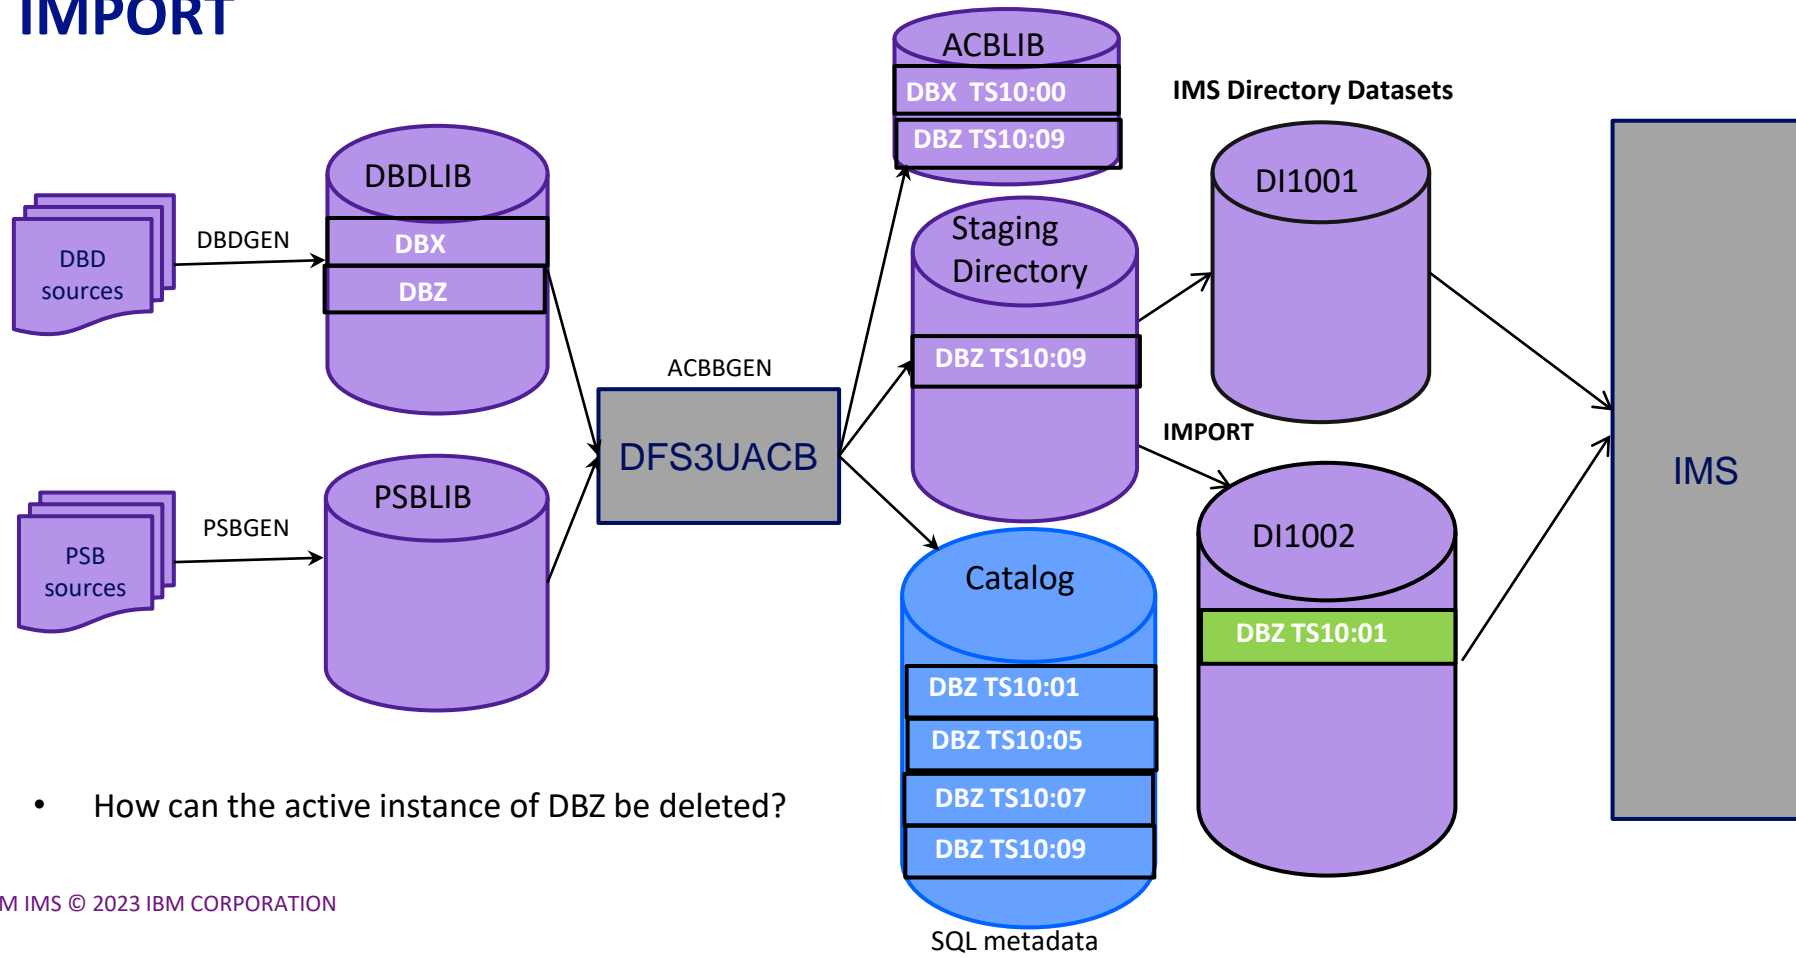 IMPORT
ACBLIB
DBX TS10:00
DBZ TS10:09
IMS Directory Datasets
DBDLIB
DBX
DBZ
DBD
sources
DBDGEN
Staging
Directory
DBZ TS10:09
DI1001
ACBBGEN
DFS3UACB
IMPORT
IMS
PSBLIB
PSB
sources
PSBGEN
DI1002
DBZ TS10:01
Catalog
DBZ TS10:01
DBZ TS10:05
DBZ TS10:07
DBZ TS10:09
SQL metadata
• How can the active instance of DBZ be deleted?
M IMS © 2023 IBM CORPORATION